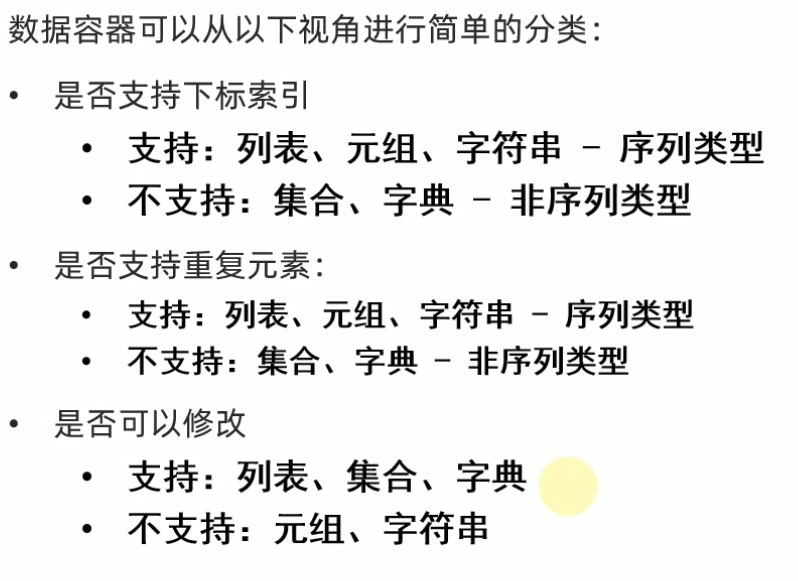 数据容器可以从以下视角进行简单的分类：
• 是否支持下标索引
• 支持：列表、元组、字符串 - 序列类型
• 不支持：集合、字典 - 非序列类型
• 是否支持重复元素：
• 支持：列表、元组、字符串 - 序列类型
• 不支持：集合、字典 - 非序列类型
• 是否可以修改
• 支持：列表、集合、字典
• 不支持：元组、字符串